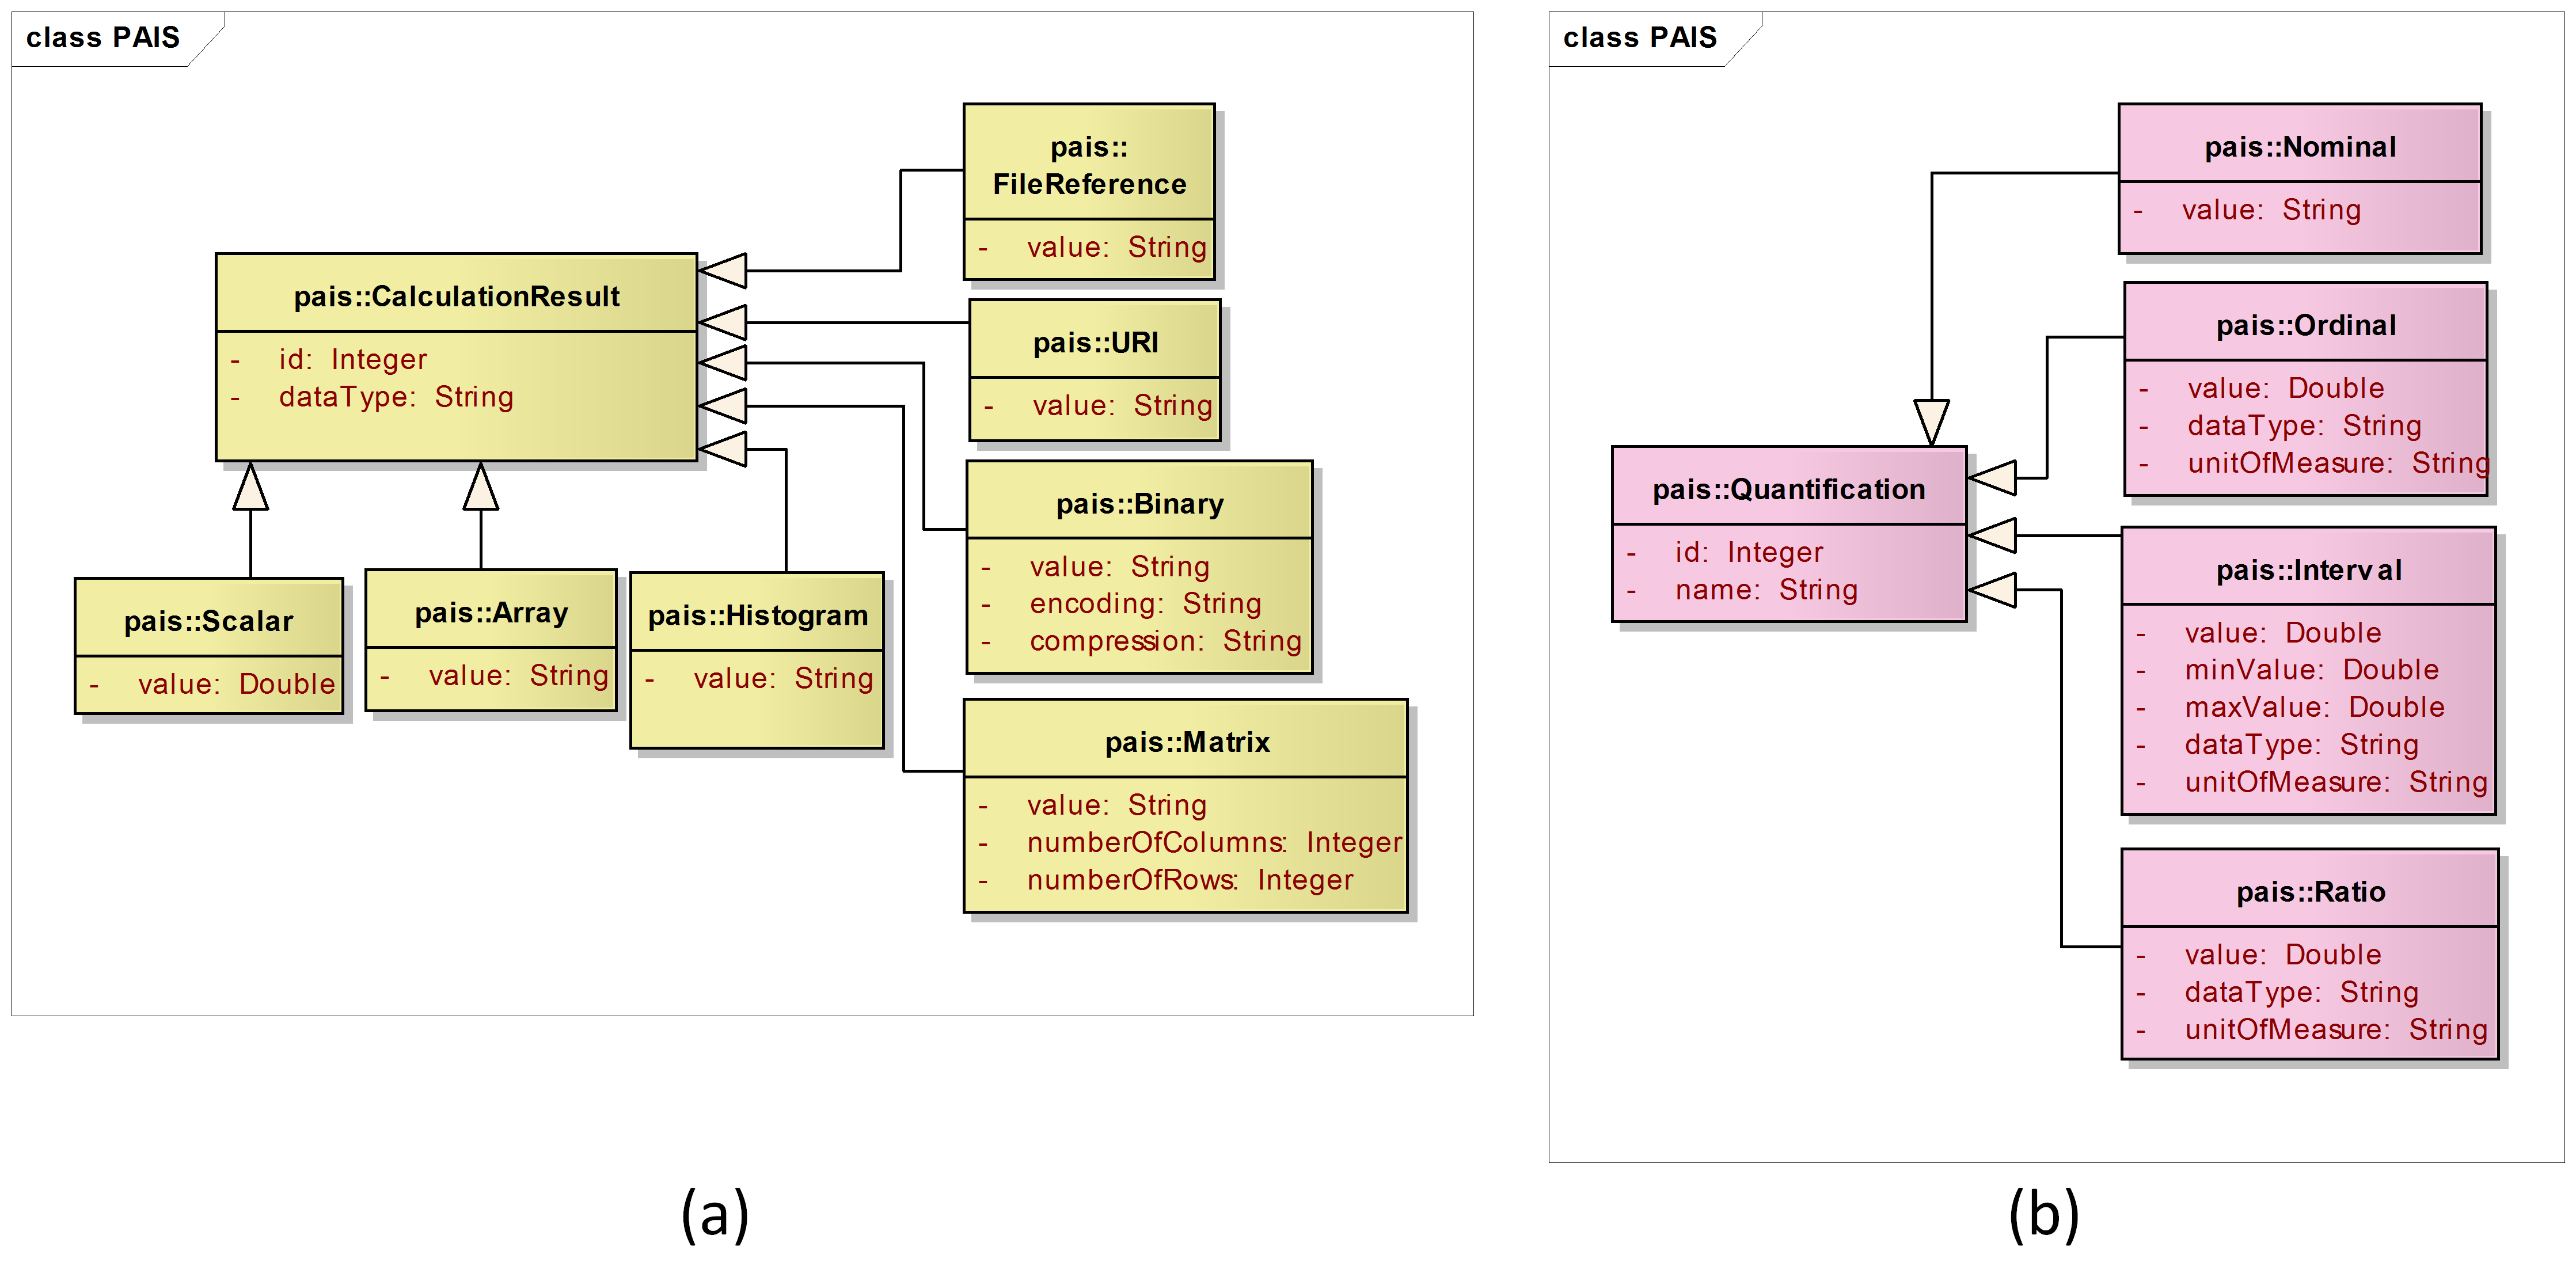 class PAIS
pais::
FileReference
- value: String
pais::CalculationResult
- id: Integer
- dataType: String
pais::URI
- value: String
pais::Binary
- value: String
- encoding: String
- compression: String
pais::Scalar
- value: Double
pais::Array
- value: String
pais::Histogram
- value: String
pais::Matrix
- value: String
- numberOfColumns: Integer
- numberOfRows: Integer
(a)
class PAIS
pais::Nominal
- value: String
pais::Ordinal
- value: Double
- dataType: String
- unitOfMeasure: String
pais::Quantification
- id: Integer
- name: String
pais::Interval
- value: Double
- minValue: Double
- maxValue: Double
- dataType: String
- unitOfMeasure: String
pais::Ratio
- value: Double
- dataType: String
- unitOfMeasure: String
(b)